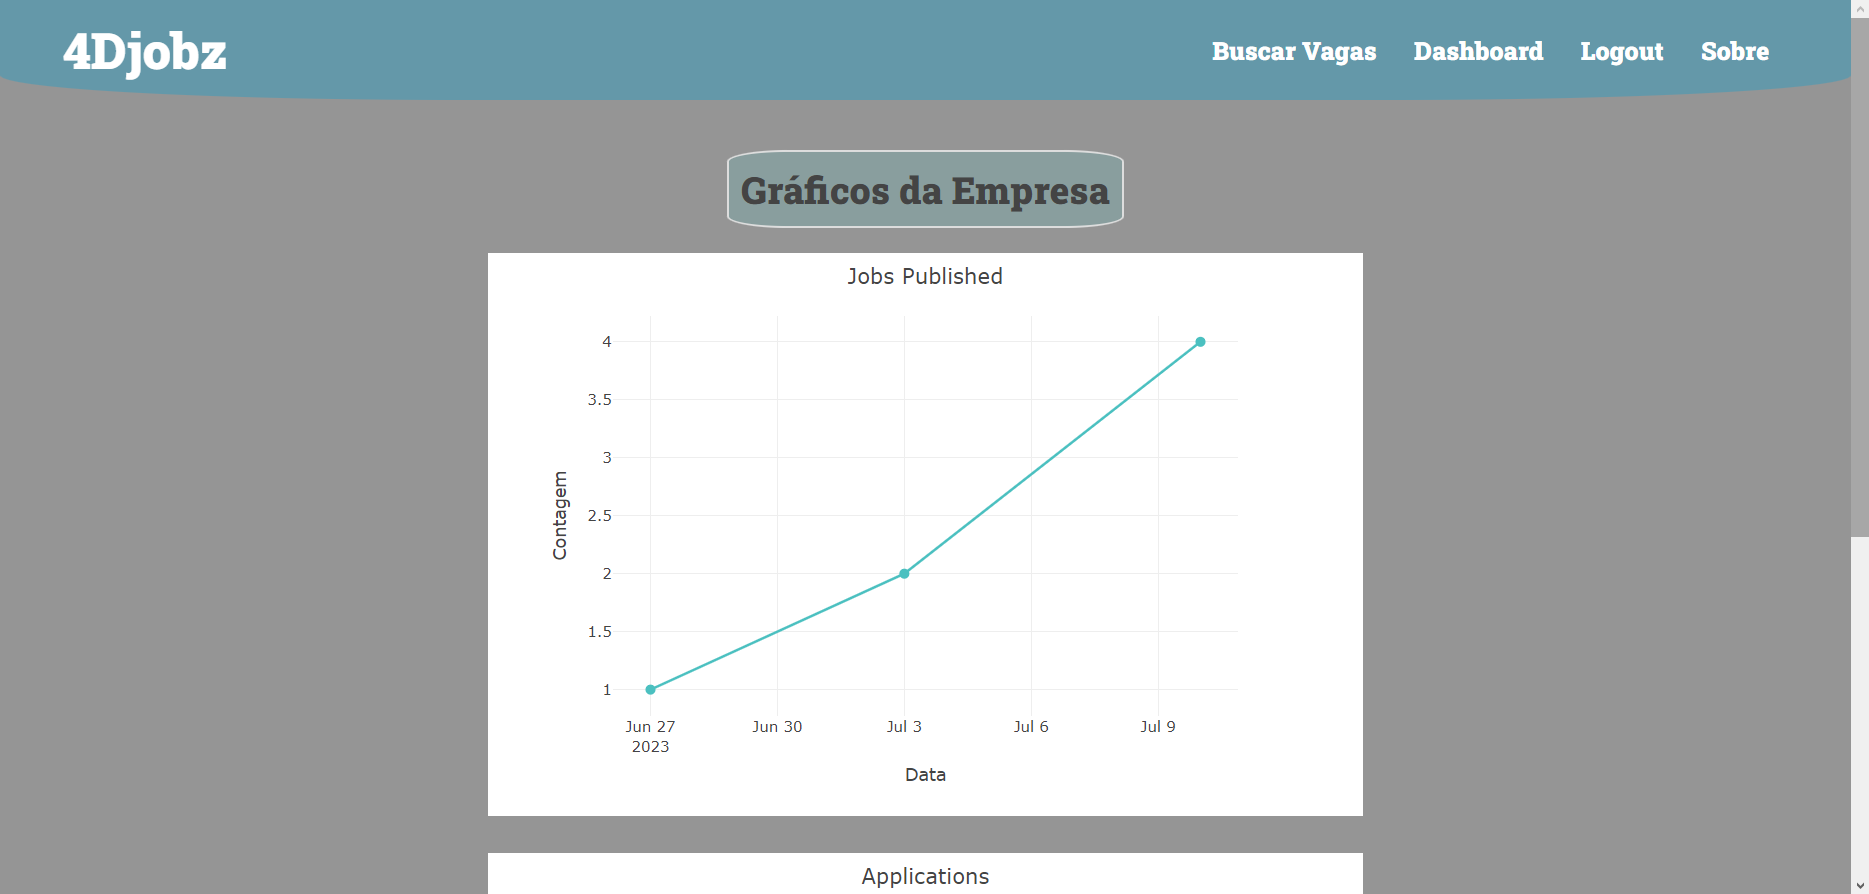 4Djobz
Buscar Vagas Dashboard Logout Sobre
Gráficos da Empresa
Jobs Published
4
3.5
3
2.5
2
1.5
1
Contagem
Jun 27 Jun 30 Jul 3 Jul 6 Jul 9
2023
Data
Applications